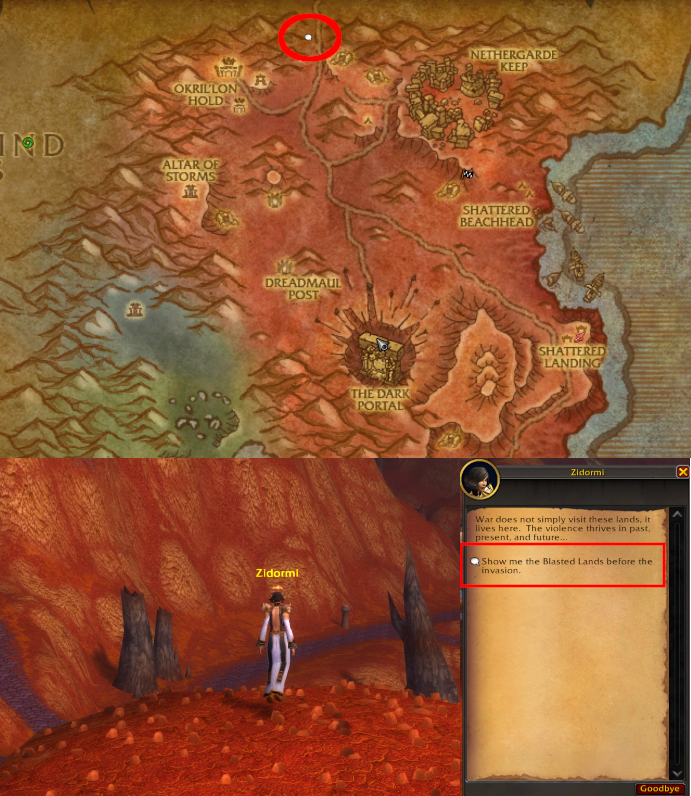 NETHERGARDE
KEEP
OKRIL'LON
HOLD
IND
S
ALTAR OF
STORMS
SHATTERED
BEACHHEAD
DREADMAUL
POST
SHATTERED
LANDING
THE DARK
PORTAL
Zidormi
Zidormi
War does not simply visit these lands, it
lives here. The violence thrives in past,
present, and future...
Show me the Blasted Lands before the
invasion.
Goodbye